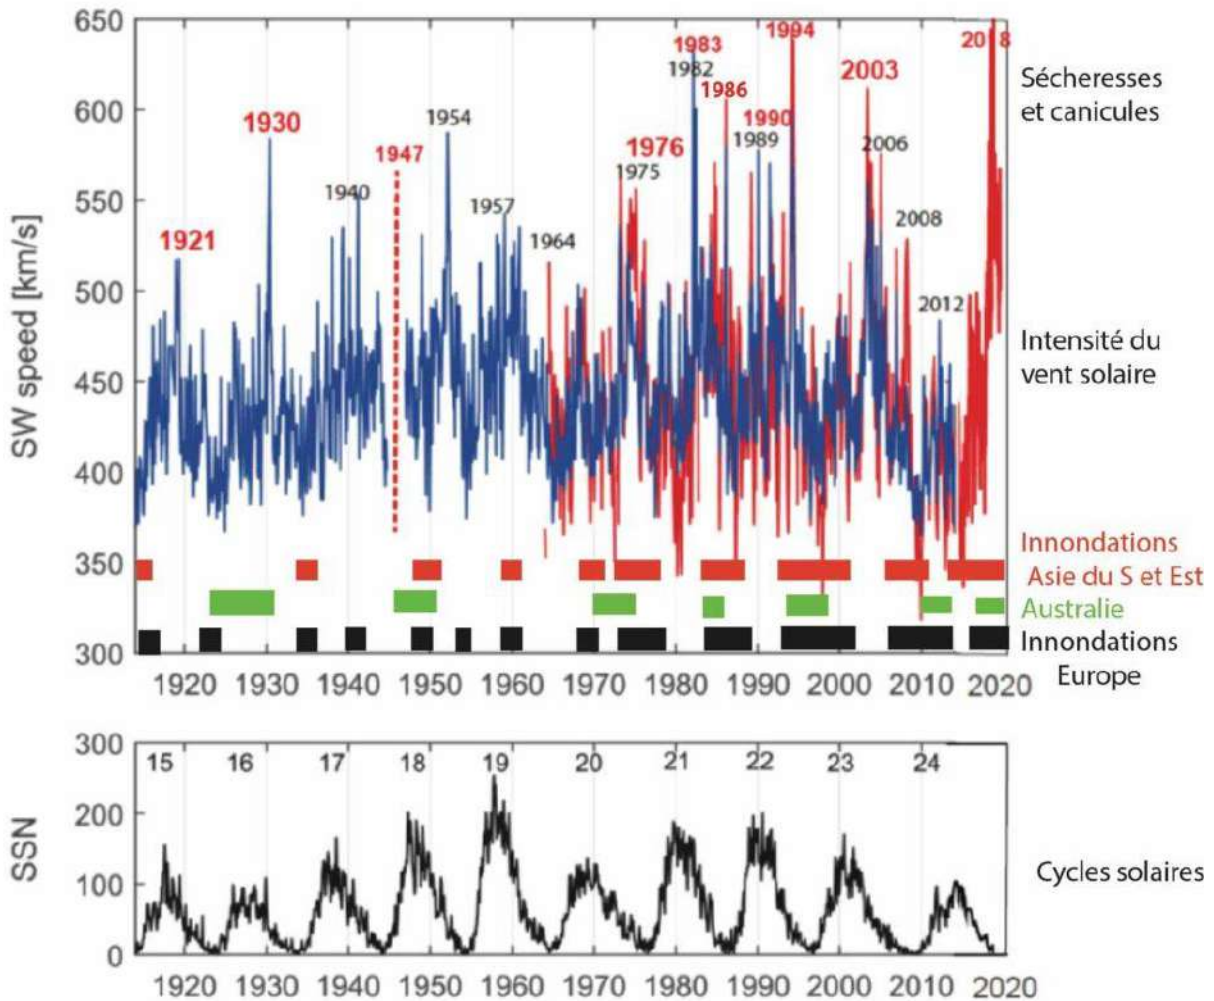 650
600
550
500
450
400
350
300
SW speed [km/s]
1921
1930
1940
1947
1954
1957
1964
1976
1975
1983
1982
1986
1990
1989
1994
2003
2006
2008
2012
2018
Sécheresses
et canicules
Intensité du
vent solaire
Innondations
Asie du S et Est
Australie
Innondations
Europe
1920 1930 1940 1950 1960 1970 1980 1990 2000 2010 2020
300
200
100
0
SSN
15 16 17 18 19 20 21 22 23 24
Cycles solaires
1920 1930 1940 1950 1960 1970 1980 1990 2000 2010 2020